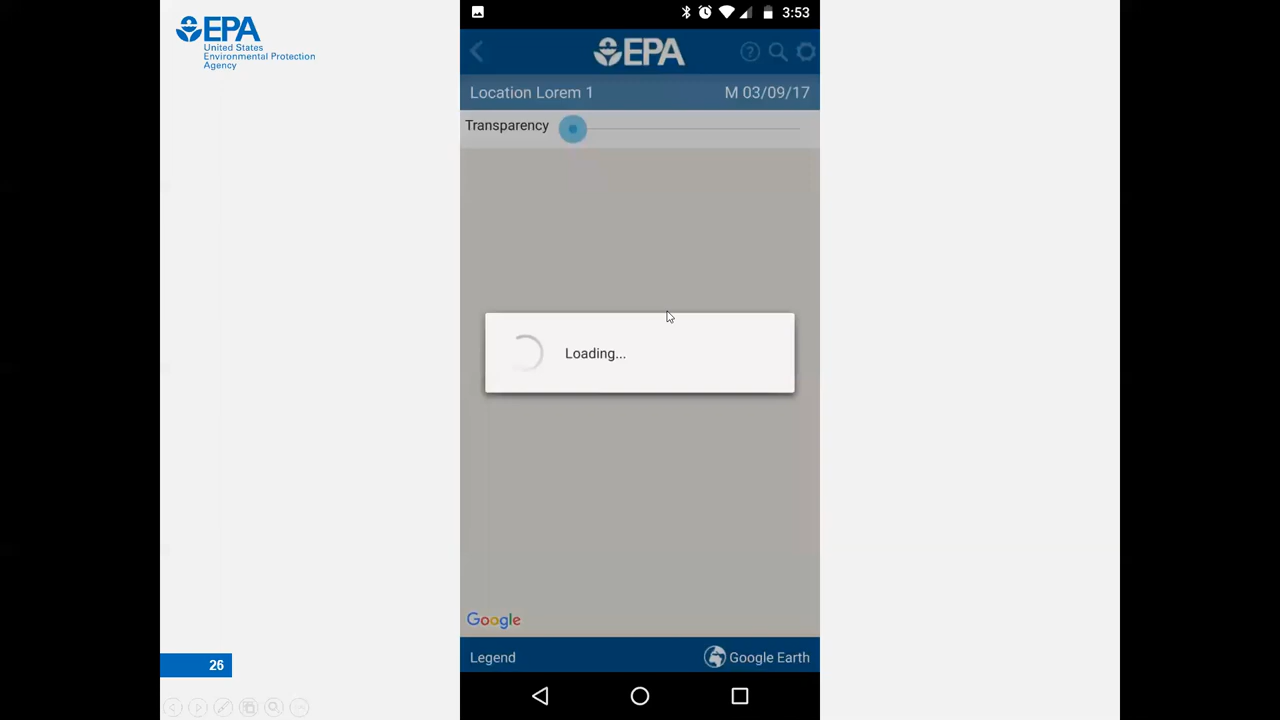 EPA
United States
Environmental Protection
Agency
3:53
EPA
Location Lorem 1 M 03/09/17
Transparency
Loading...
Google
Legend Google Earth
26